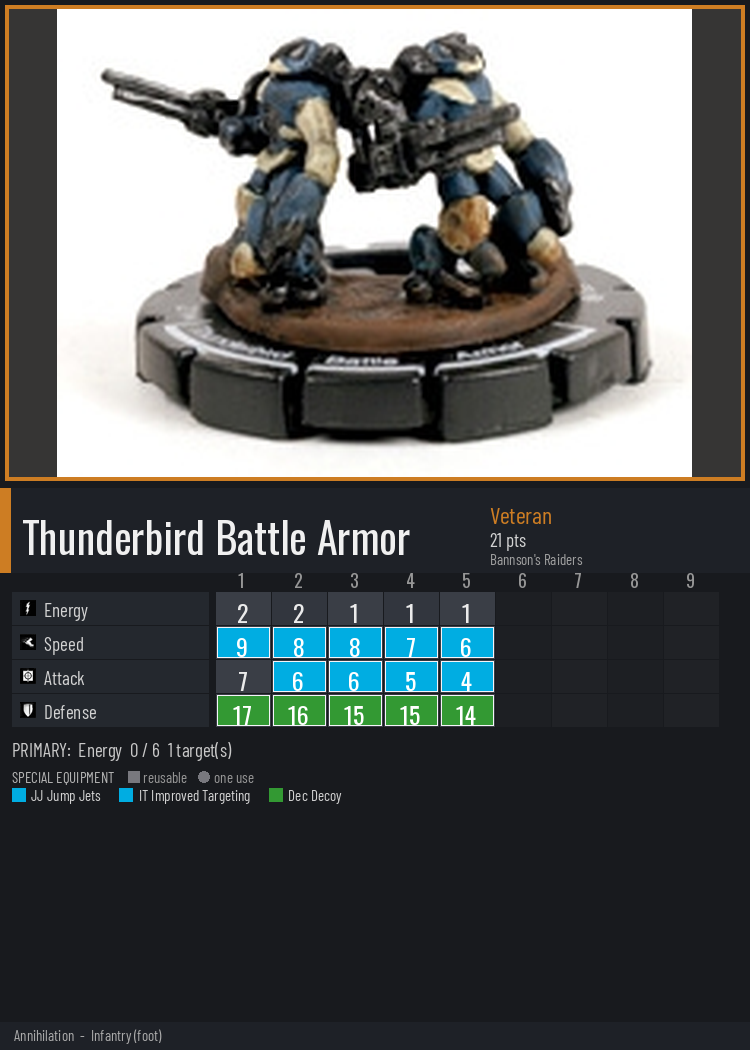 Battle
Thunderbird Battle Armor
Veteran
21 pts
Bannson's Raiders
1 2 3 4 5 6 7 8 9
Energy 2 2 1 1 1
Speed 9 8 8 7 6
Attack 7 6 6 5 4
Defense 17 16 15 15 14
PRIMARY: Energy 0 / 6 1 target(s)
SPECIAL EQUIPMENT reusable one use
JJ Jump Jets IT Improved Targeting Dec Decoy
Annihilation - Infantry (foot)